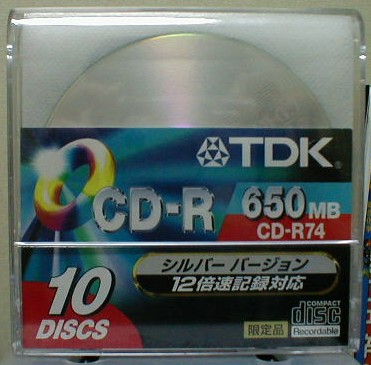 TDK
CD-R
650 MB
CD-R74
シルバー バージョン
12倍速記録対応
10
DISCS
限定品
COMPACT
disc
Recordable